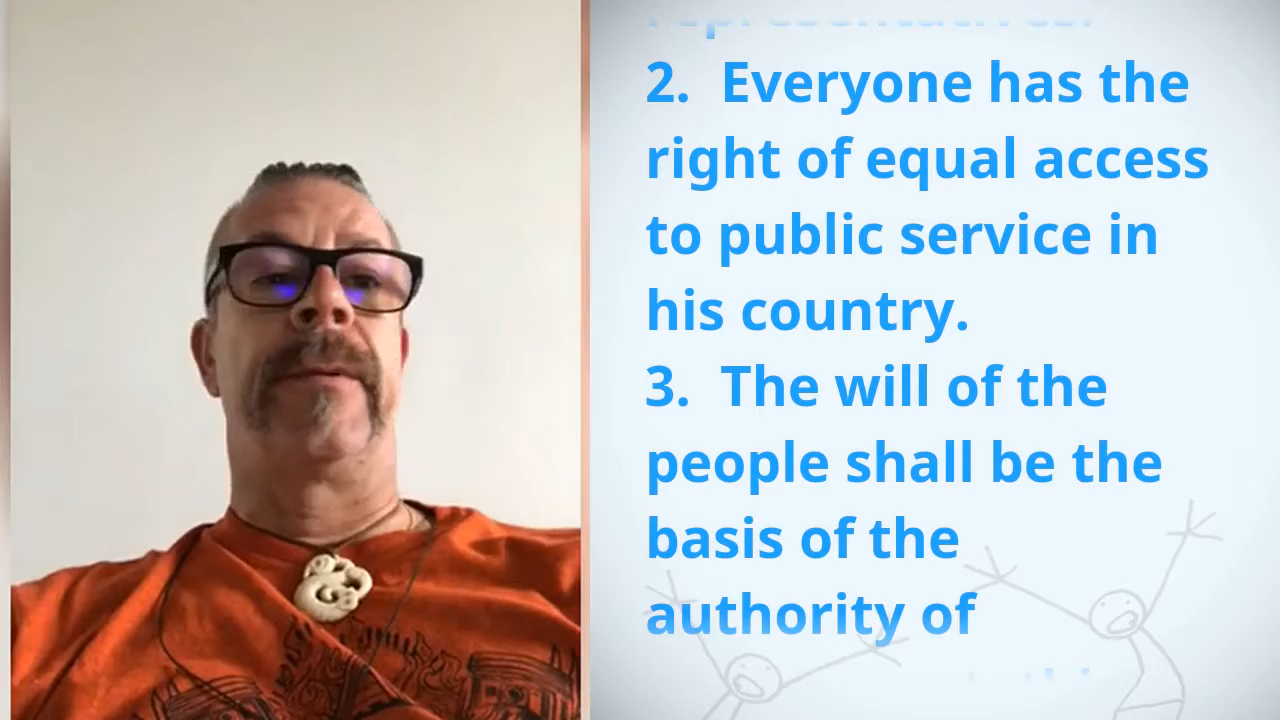 2. Everyone has the
right of equal access
to public service in
his country.
3. The will of the
people shall be the
basis of the
authority of